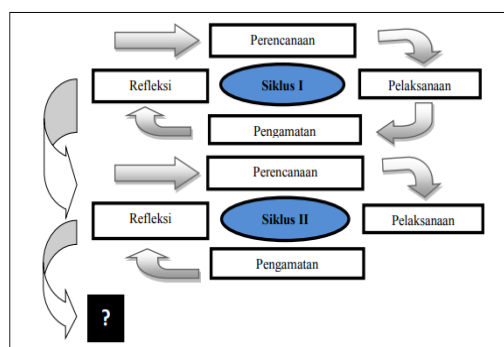 Perencanaan
Refleksi
Siklus I
Pelaksanaan
Pengamatan
Perencanaan
Refleksi
Siklus II
Pelaksanaan
Pengamatan
?